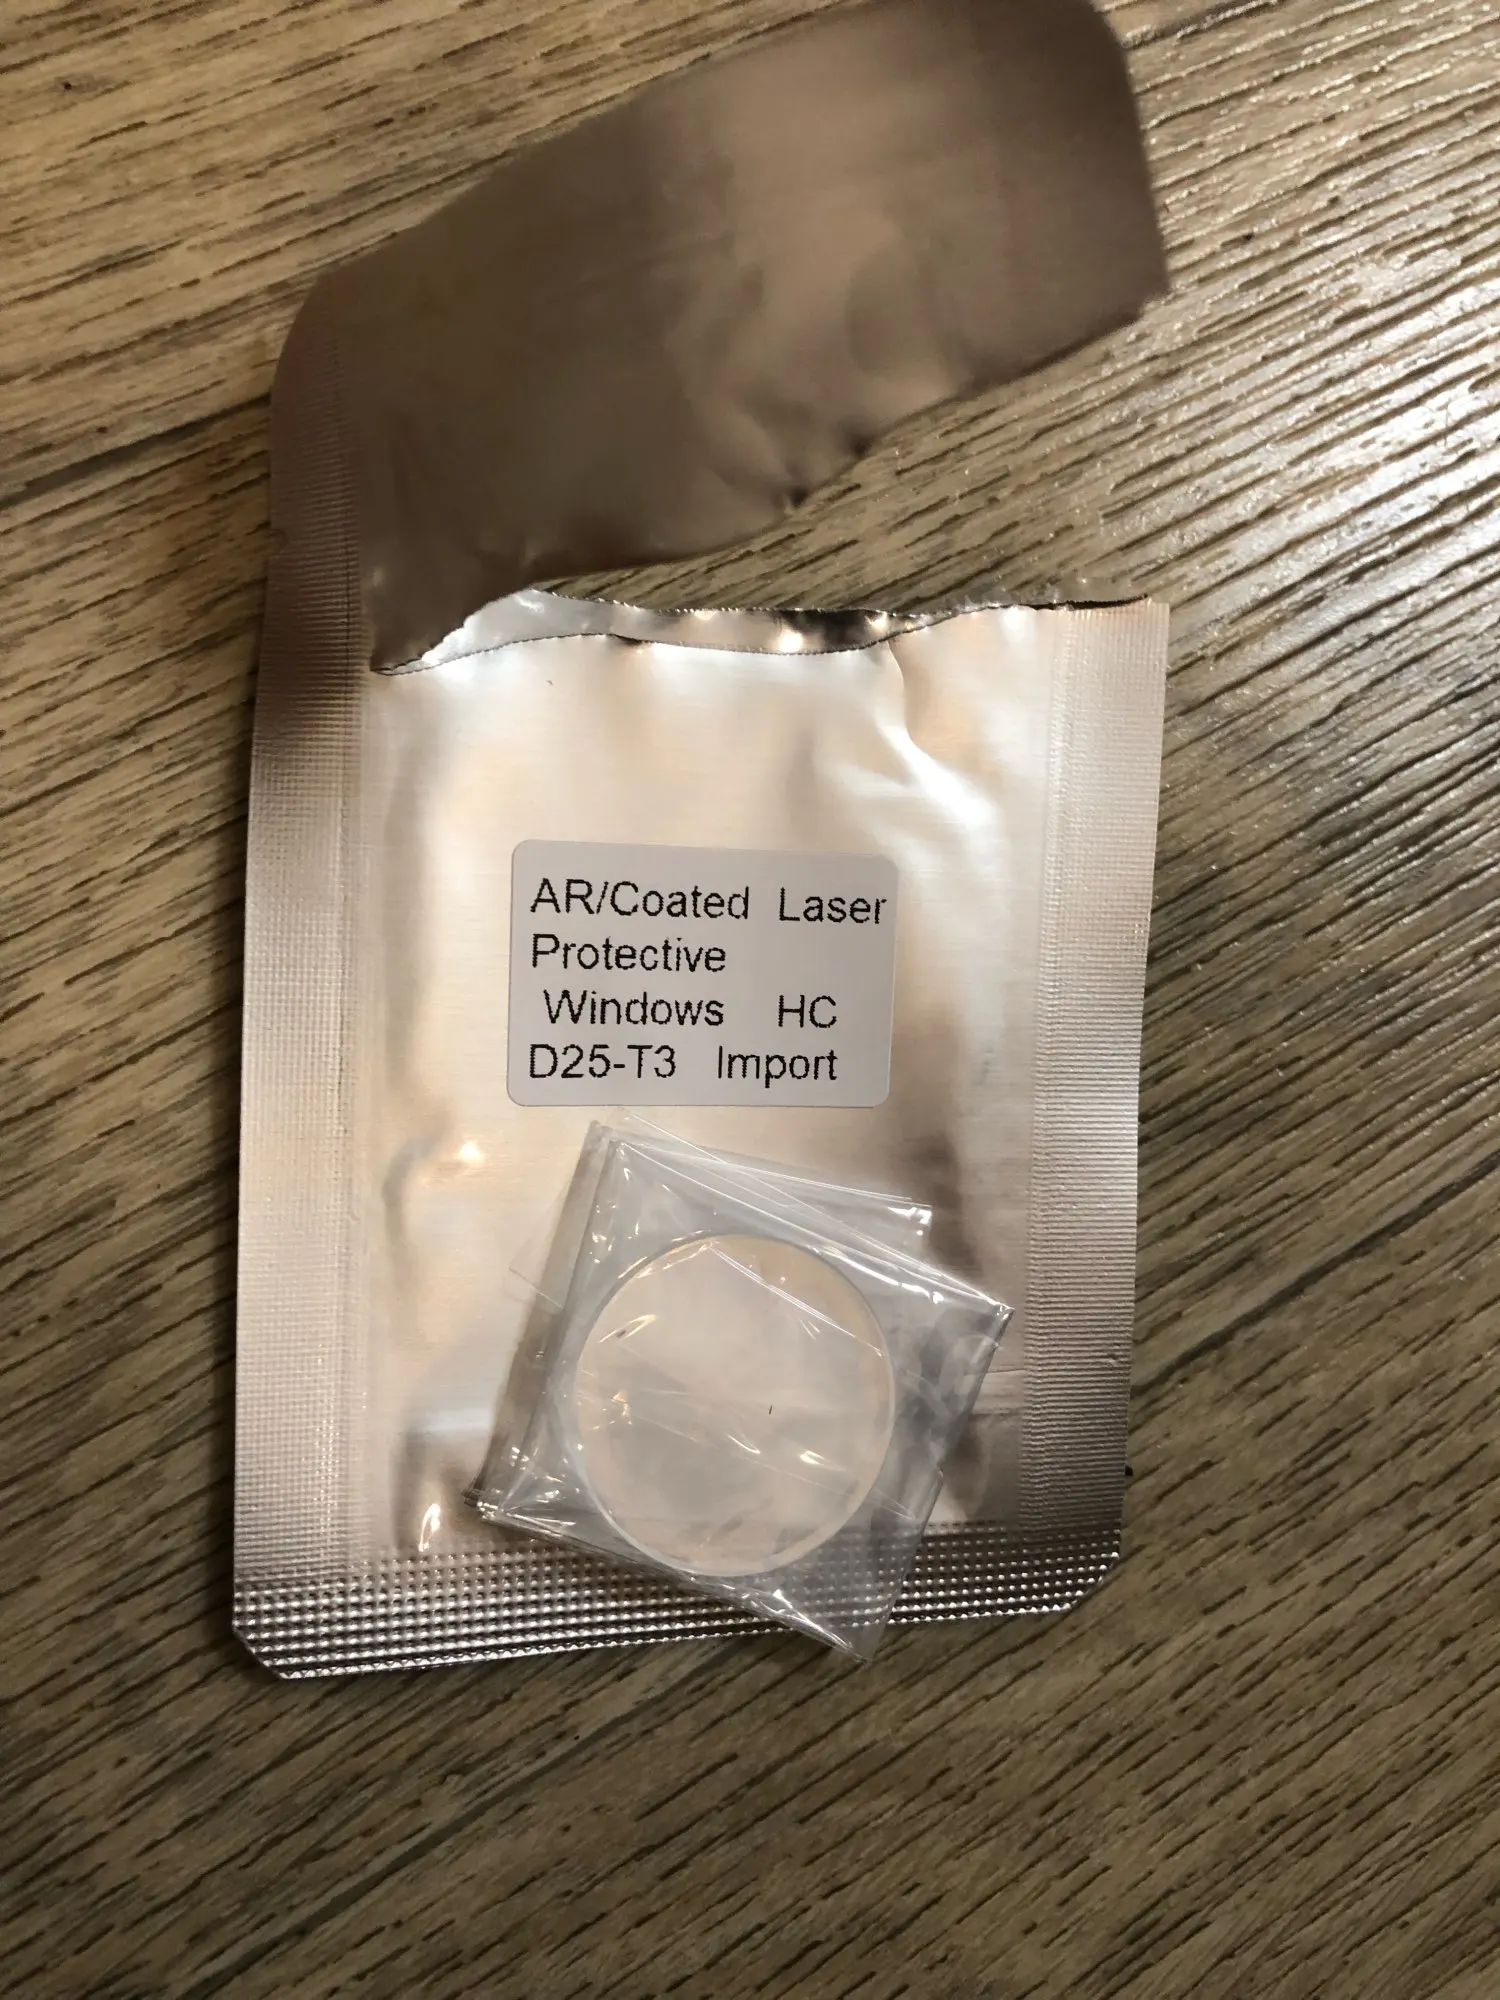 AR/Coated Laser
Protective
Windows HC
D25-T3 Import